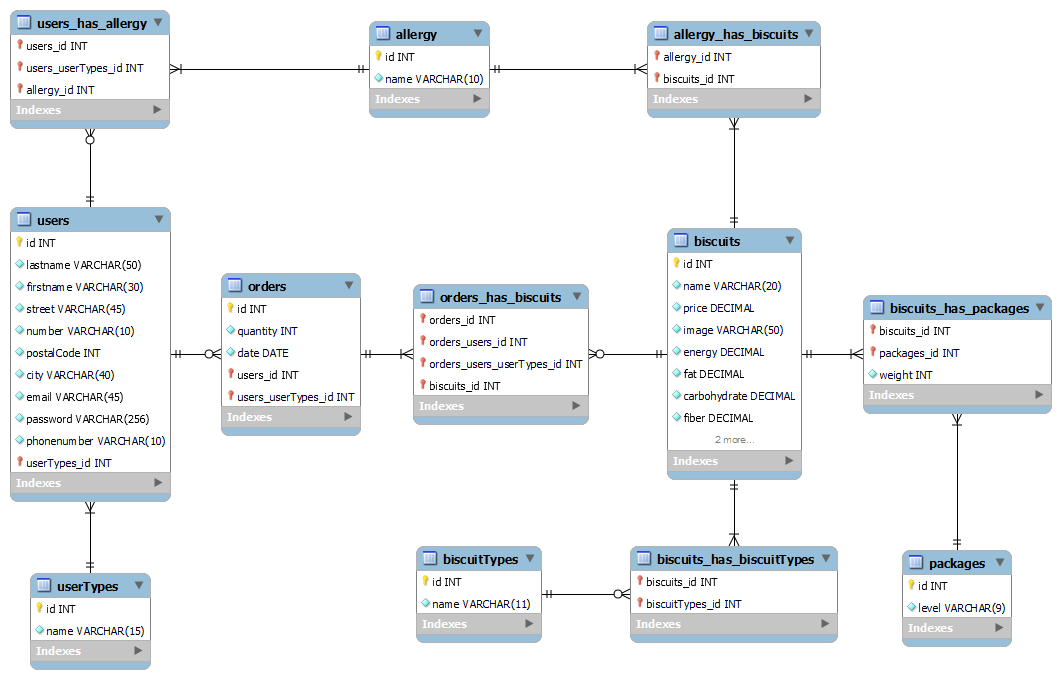 users_has_allergy
users_id INT
users_userTypes_id INT
allergy_id INT
Indexes
allergy
id INT
name VARCHAR(10)
Indexes
allergy_has_biscuits
allergy_id INT
biscuits_id INT
Indexes
users
id INT
lastname VARCHAR(50)
firstname VARCHAR(30)
street VARCHAR(45)
number VARCHAR(10)
postalCode INT
city VARCHAR(40)
email VARCHAR(45)
password VARCHAR(256)
phonenumber VARCHAR(10)
userTypes_id INT
Indexes
orders
id INT
quantity INT
date DATE
users_id INT
users_userTypes_id INT
Indexes
orders_has_biscuits
orders_id INT
orders_users_id INT
orders_users_userTypes_id INT
biscuits_id INT
Indexes
biscuits
id INT
name VARCHAR(20)
price DECIMAL
image VARCHAR(50)
energy DECIMAL
fat DECIMAL
carbohydrate DECIMAL
fiber DECIMAL
2 more...
Indexes
biscuits_has_packages
biscuits_id INT
packages_id INT
weight INT
Indexes
userTypes
id INT
name VARCHAR(15)
Indexes
biscuitTypes
id INT
name VARCHAR(11)
Indexes
biscuits_has_biscuitTypes
biscuits_id INT
biscuitTypes_id INT
Indexes
packages
id INT
level VARCHAR(9)
Indexes